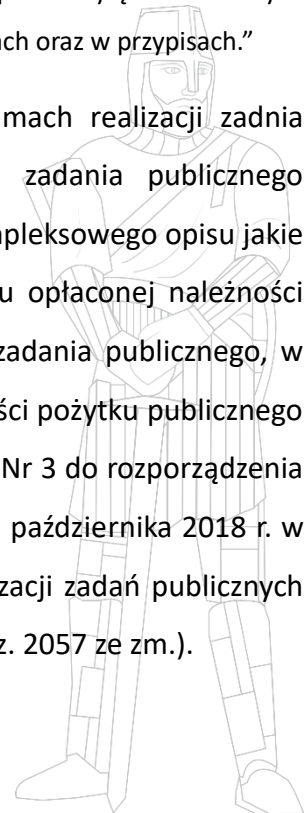 ach oraz w przypisach.”
mach realizacji zadnia
zadania publicznego
pleksowego opisu jakie
u opłaconej należności
zadania publicznego, w
ści pożytku publicznego
Nr 3 do rozporządzenia
października 2018 r. w
zacji zadań publicznych
z. 2057 ze zm.).